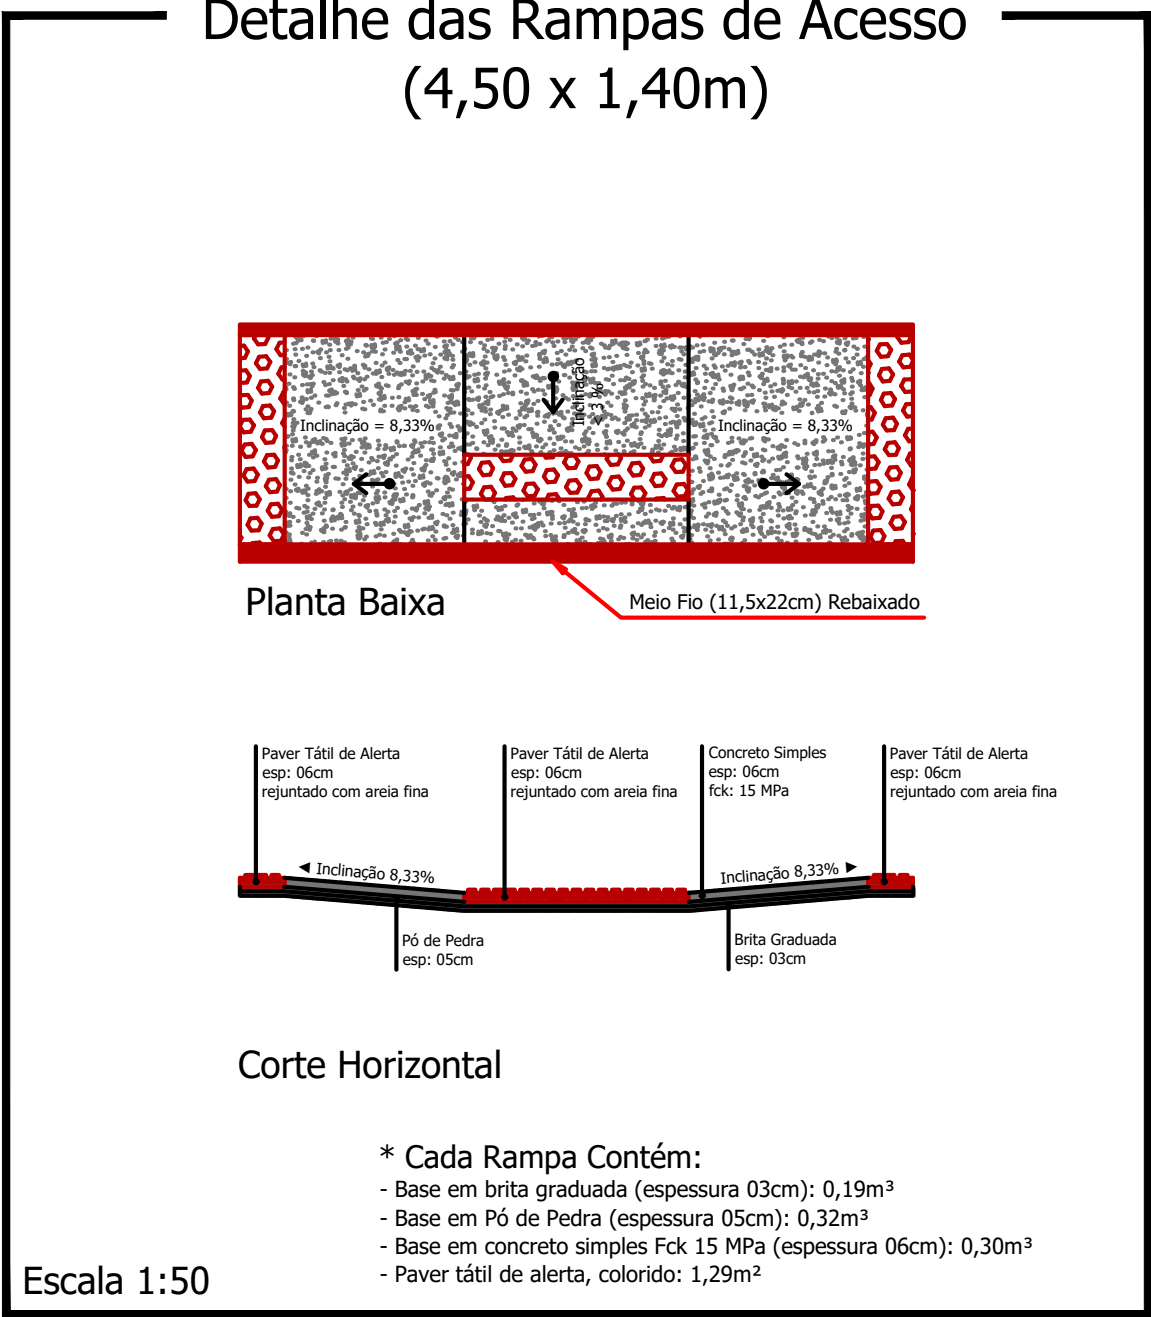 Detalhe das Rampas de Acesso
(4,50 x 1,40m)
Inclinação = 8,33%
Inclinação
< 3 %
Inclinação = 8,33%
Planta Baixa
Meio Fio (11,5x22cm) Rebaixado
Paver Tátil de Alerta
esp: 06cm
rejuntado com areia fina
Paver Tátil de Alerta
esp: 06cm
rejuntado com areia fina
Concreto Simples
esp: 06cm
fck: 15 MPa
Paver Tátil de Alerta
esp: 06cm
rejuntado com areia fina
Inclinação 8,33%
Inclinação 8,33%
Pó de Pedra
esp: 05cm
Brita Graduada
esp: 03cm
Corte Horizontal
* Cada Rampa Contém:
- Base em brita graduada (espessura 03cm): 0,19m³
- Base em Pó de Pedra (espessura 05cm): 0,32m³
- Base em concreto simples Fck 15 MPa (espessura 06cm): 0,30m³
- Paver tátil de alerta, colorido: 1,29m²
Escala 1:50